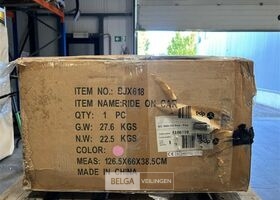 ITEM NO.: BJX618
ITEM NAME:RIDE ON CAR
QTY: 1 PC
G.W: 27.6 KGS
N.W: 22.5 KGS
COLOR:
MEAS: 126.5X66X38.5CM
MADE IN CHINA
BELGA VEILINGEN